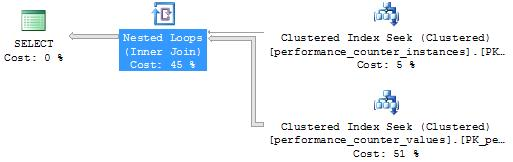 SELECT
Cost: 0 %
Nested Loops
(Inner Join)
Cost: 45 %
Clustered Index Seek (Clustered)
[performance_counter_instances].[PK…
Cost: 5 %
Clustered Index Seek (Clustered)
[performance_counter_values].[PK_pe…
Cost: 51 %